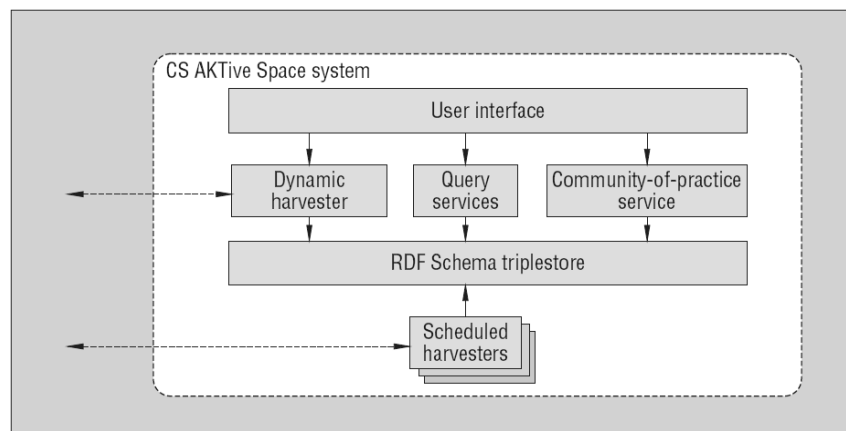 CS AKTive Space system
User interface
Dynamic
harvester
Query
services
Community-of-practice
service
RDF Schema triplestore
Scheduled
harvesters